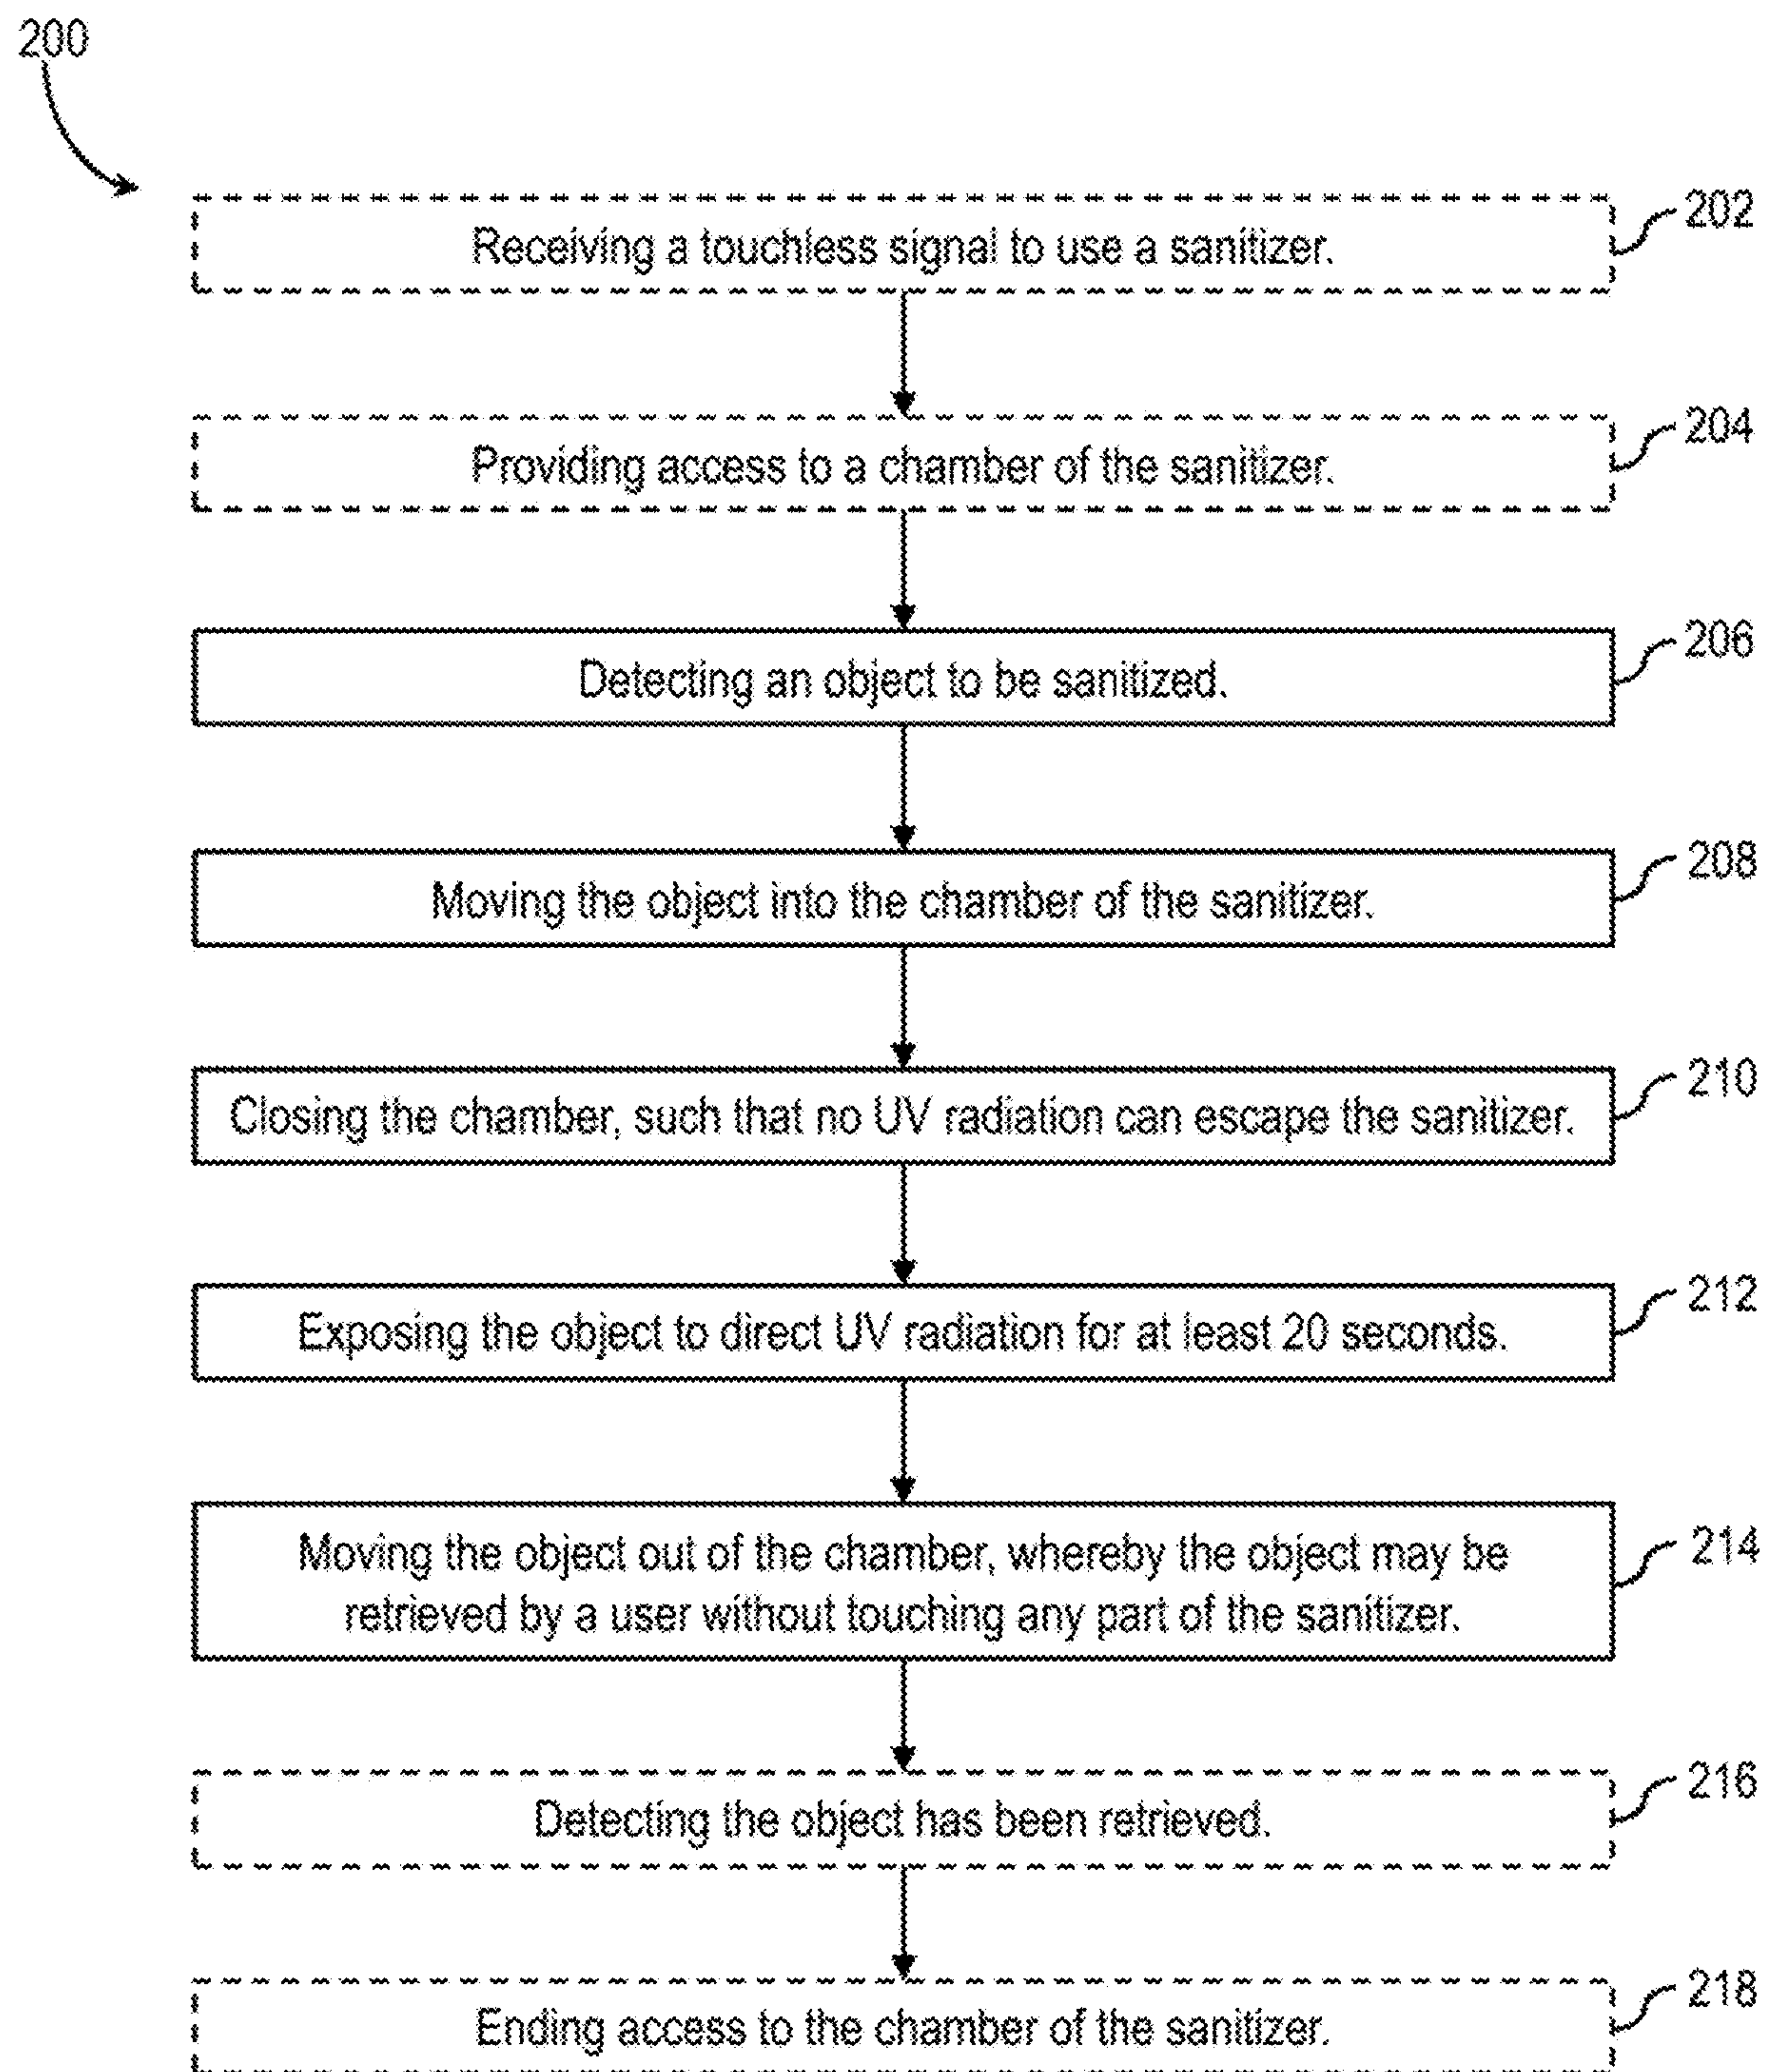 200
Receiving a touchless signal to use a sanitizer.
202
Providing access to a chamber of the sanitizer.
204
Detecting an object to be sanitized.
206
Moving the object into the chamber of the sanitizer.
208
Closing the chamber, such that no UV radiation can escape the sanitizer.
210
Exposing the object to direct UV radiation for at least 20 seconds.
212
Moving the object out of the chamber, whereby the object may be
retrieved by a user without touching any part of the sanitizer.
214
Detecting the object has been retrieved.
216
Ending access to the chamber of the sanitizer.
218